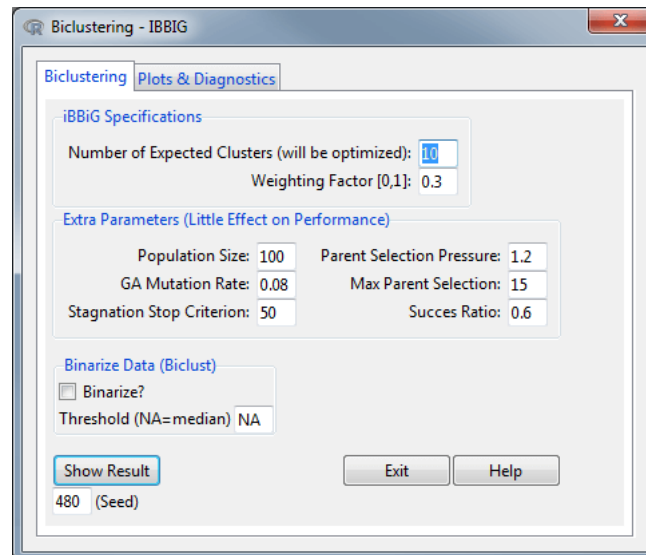 Biclustering - IBBIG
Biclustering Plots & Diagnostics
iBBiG Specifications
Number of Expected Clusters (will be optimized): 10
Weighting Factor [0,1]: 0.3
Extra Parameters (Little Effect on Performance)
Population Size: 100 Parent Selection Pressure: 1.2
GA Mutation Rate: 0.08 Max Parent Selection: 15
Stagnation Stop Criterion: 50 Succes Ratio: 0.6
Binarize Data (Biclust)
Binarize?
Threshold (NA=median) NA
Show Result Exit Help
480 (Seed)